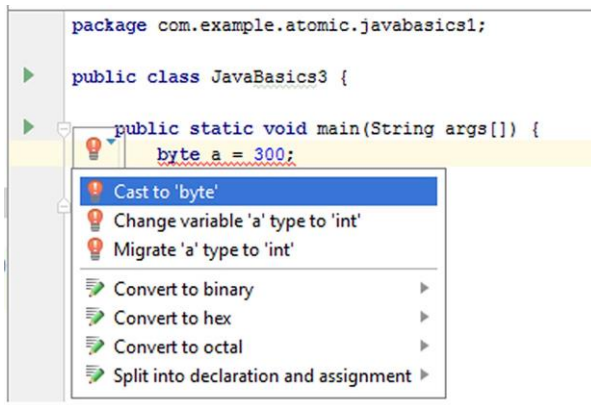 package com.example.atomic.javabasics1;
public class JavaBasics3 {
public static void main(String args[]) {
byte a = 300;
Cast to 'byte'
Change variable 'a' type to 'int'
Migrate 'a' type to 'int'
Convert to binary
Convert to hex
Convert to octal
Split into declaration and assignment